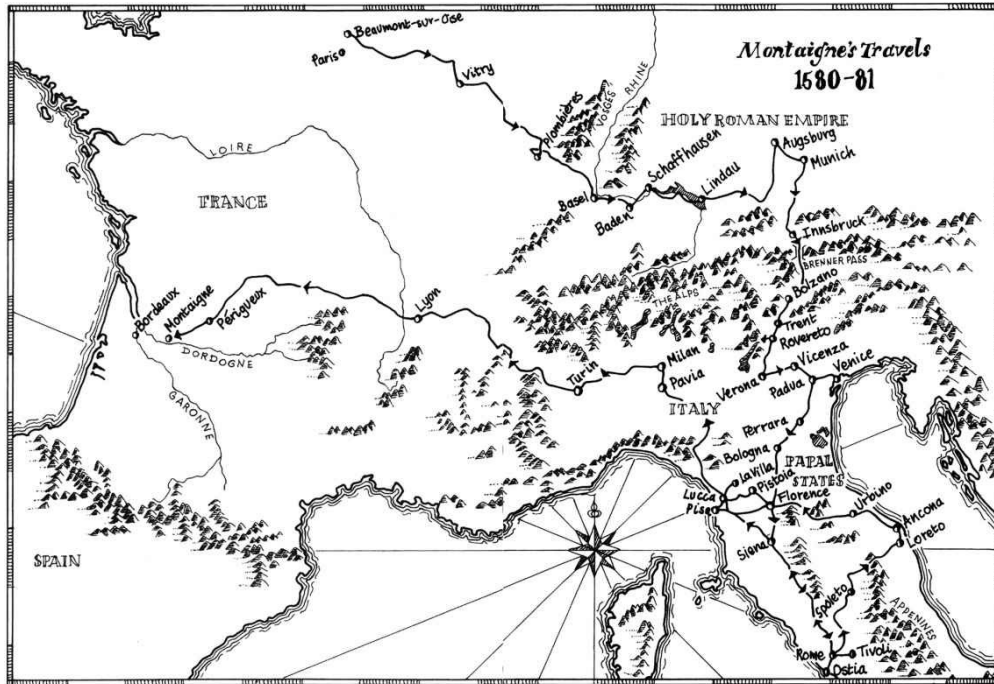 Montaigne's Travels
1580-81
Beaumont-sur-Oise
Paris
Vitry
Plombières
VOSGES
RHINE
HOLY ROMAN EMPIRE
Augsburg
Munich
Schaffhausen
Lindau
Basel
Baden
LOIRE
FRANCE
Innsbruck
BRENNER PASS
Bolzano
THE ALPS
Trent
Rovereto
Bordeaux
Montaigne
Périgueux
Lyon
DORDOGNE
Milan
Pavia
Turin
Verona
Vicenza
Padua
Venice
GARONNE
ITALY
Ferrara
Bologna
PAPAL
STATES
La Villa
Pistoia
Lucca
Pisa
Florence
Urbino
Ancona
Loreto
Siena
SPAIN
Spoleto
APPENINES
Rome
Tivoli
Ostia